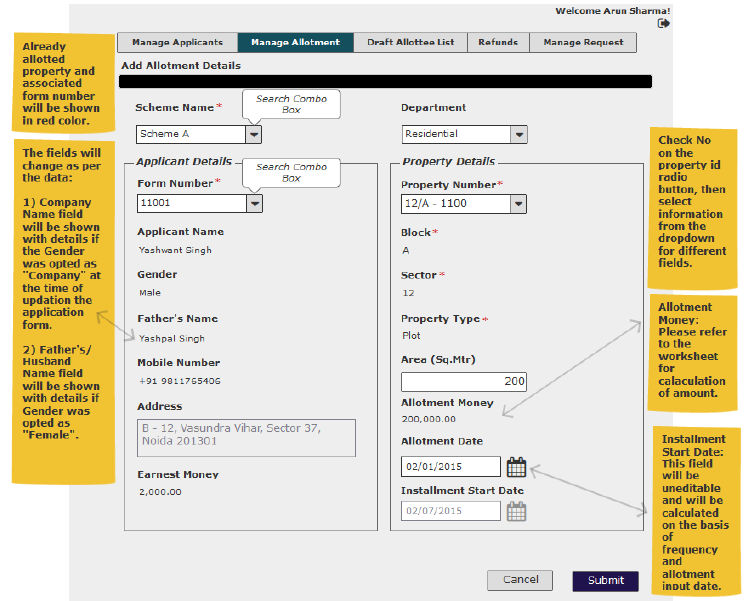 Welcome Arun Sharma!
Manage Applicants
Manage Allotment
Draft Allottee List
Refunds
Manage Request
Add Allotment Details
Already
allotted
property and
associated
form number
will be shown
in red color.
The fields will
change as per
the data:
1) Company
Name field
will be shown
with details if
the Gender
was opted as
"Company" at
the time of
updation the
application
form.
2) Father's/
Husband
Name field
will be shown
with details if
Gender was
opted as
"Female".
Scheme Name *
Search Combo
Box
Scheme A
Department
Residential
Applicant Details
Search Combo
Box
Form Number *
11001
Applicant Name
Yashwant Singh
Gender
Male
Father's Name
Yashpal Singh
Mobile Number
+91 9811765406
Address
B - 12, Vasundra Vihar, Sector 37,
Noida 201301
Earnest Money
2,000.00
Property Details
Property Number*
12/A - 1100
Block*
A
Sector *
12
Property Type *
Plot
Area (Sq.Mtr)
200
Allotment Money
200,000.00
Allotment Date
02/01/2015
Installment Start Date
02/07/2015
Cancel
Submit
Check No
on the
property id
radio
button, then
select
information
from the
dropdown
for different
fields.
Allotment
Money:
Please refer
to the
worksheet
for
calaculation
of amount.
Installment
Start Date:
This field
will be
uneditable
and will be
calculated
on the basis
of
frequency
and
allotment
inout date.